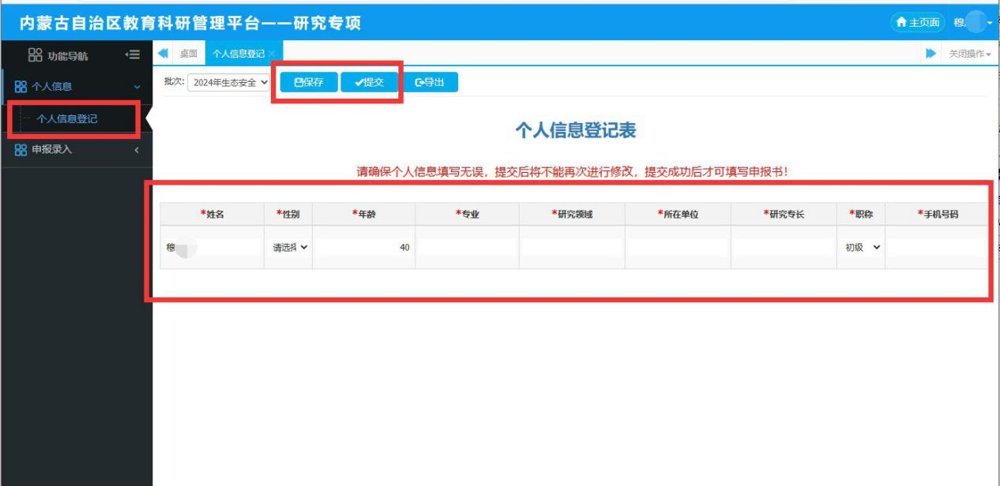 内蒙古自治区教育科研管理平台——研究专项
主页面 穆
功能导航 桌面 个人信息登记 × 关闭操作
个人信息 批次: 2024年生态安全 保存 提交 导出
个人信息登记
申报录入
个人信息登记表
请确保个人信息填写无误，提交后将不能再次进行修改，提交成功后才可填写申报书！
*姓名 *性别 *年龄 *专业 *研究领域 *所在单位 *研究专长 *职称 *手机号码
穆 请选择 40 初级